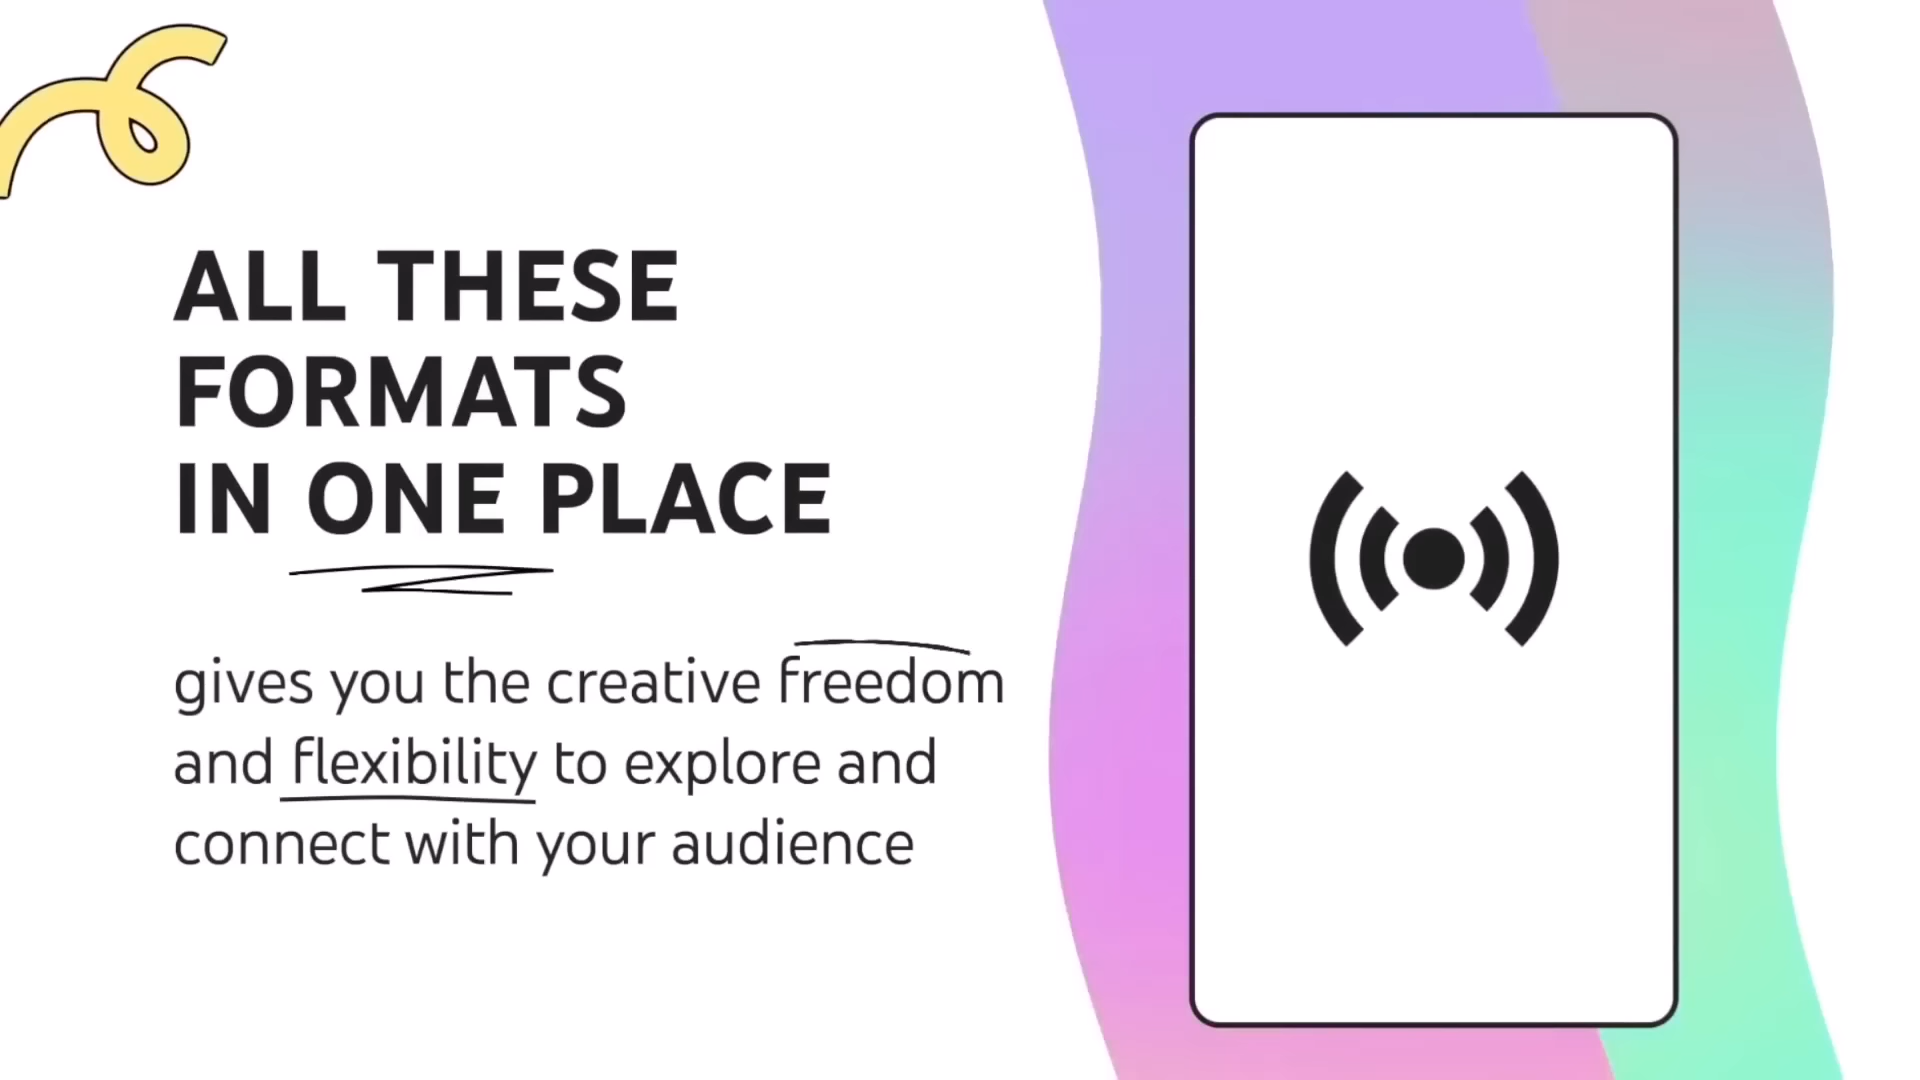 ALL THESE
FORMATS
IN ONE PLACE
gives you the creative freedom
and flexibility to explore and
connect with your audience